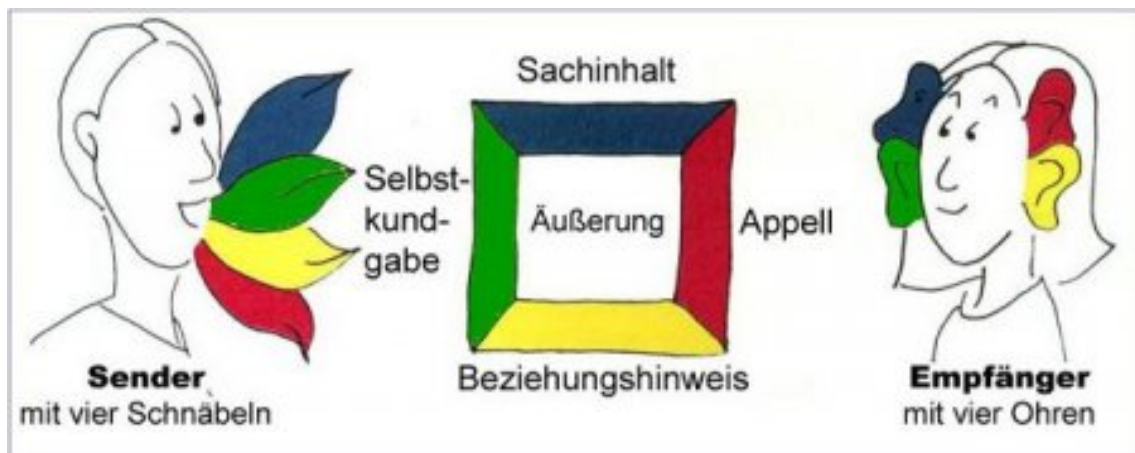 Sachinhalt
Selbst-
kund-
gabe
Äußerung
Appell
Beziehungshinweis
Sender
mit vier Schnäbeln
Empfänger
mit vier Ohren